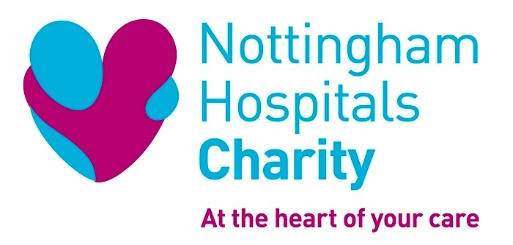 Nottingham
Hospitals
Charity
At the heart of your care